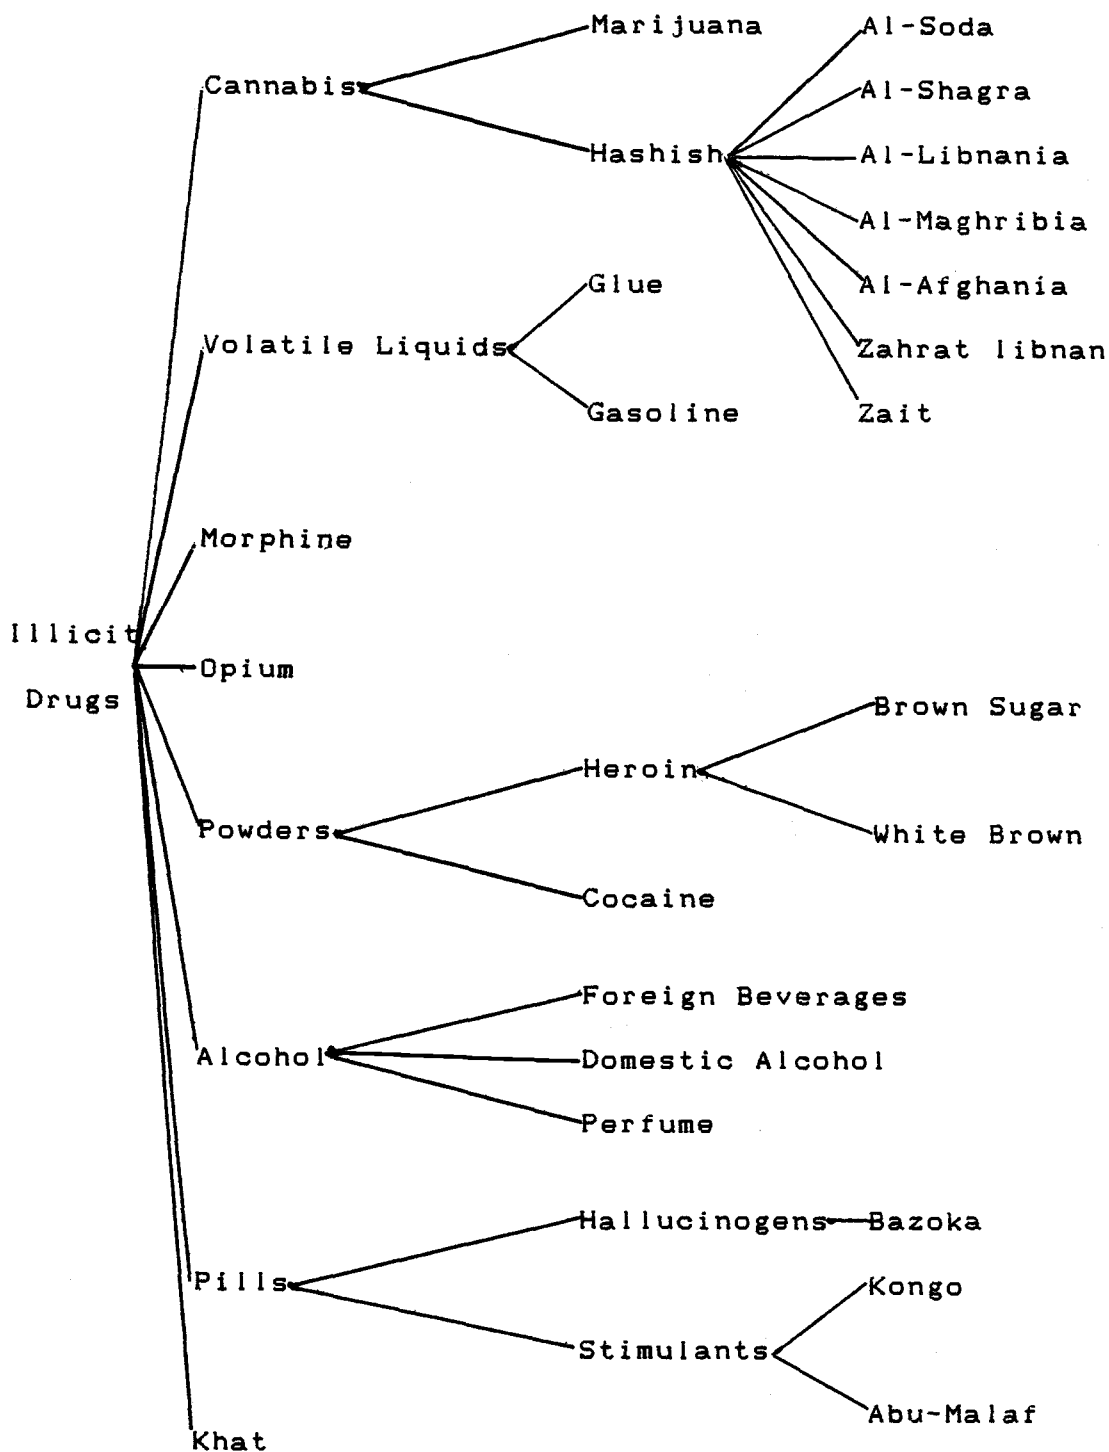 Marijuana
Al-Soda
Cannabis
Al-Shagra
Hashish
Al-Libnania
Al-Maghribia
Glue
Al-Afghania
Volatile Liquids
Zahrat libnan
Gasoline
Zait
Morphine
Illicit
Opium
Drugs
Brown Sugar
Heroin
Powders
White Brown
Cocaine
Foreign Beverages
Alcohol
Domestic Alcohol
Perfume
Hallucinogens
Bazoka
Pills
Kongo
Stimulants
Abu-Malaf
Khat